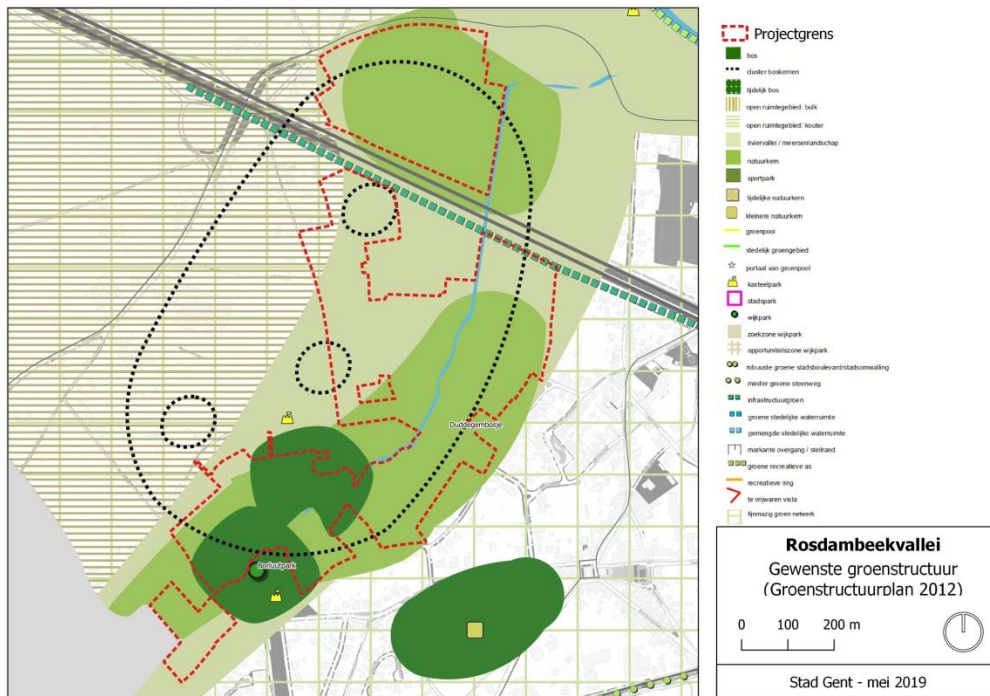 Projectgrens
bos
cluster boskernen
tijdelijk bos
open ruimtegebied: bulk
open ruimtegebied: kouter
riviervallei / meersenlandschap
natuurkern
sportpark
tijdelijke natuurkern
kleinere natuurkern
groenpool
stedelijk groengebied
portaal van groenpool
kasteelpark
stadspark
wijkpark
zoekzone wijkpark
opportuniteitszone wijkpark
robuuste groene stadsboulevard/stadsomwalling
minder groene steenweg
infrastructuurgroen
groene stedelijke waterruimte
gemengde stedelijke waterruimte
markante overgang / steilrand
groene recreatieve as
recreatieve ring
te vrijwaren vista
fijnmazig groen netwerk
Duddegembosje
Borluutpark
Rosdambeekvallei
Gewenste groenstructuur
(Groenstructuurplan 2012)
0 100 200 m
Stad Gent - mei 2019